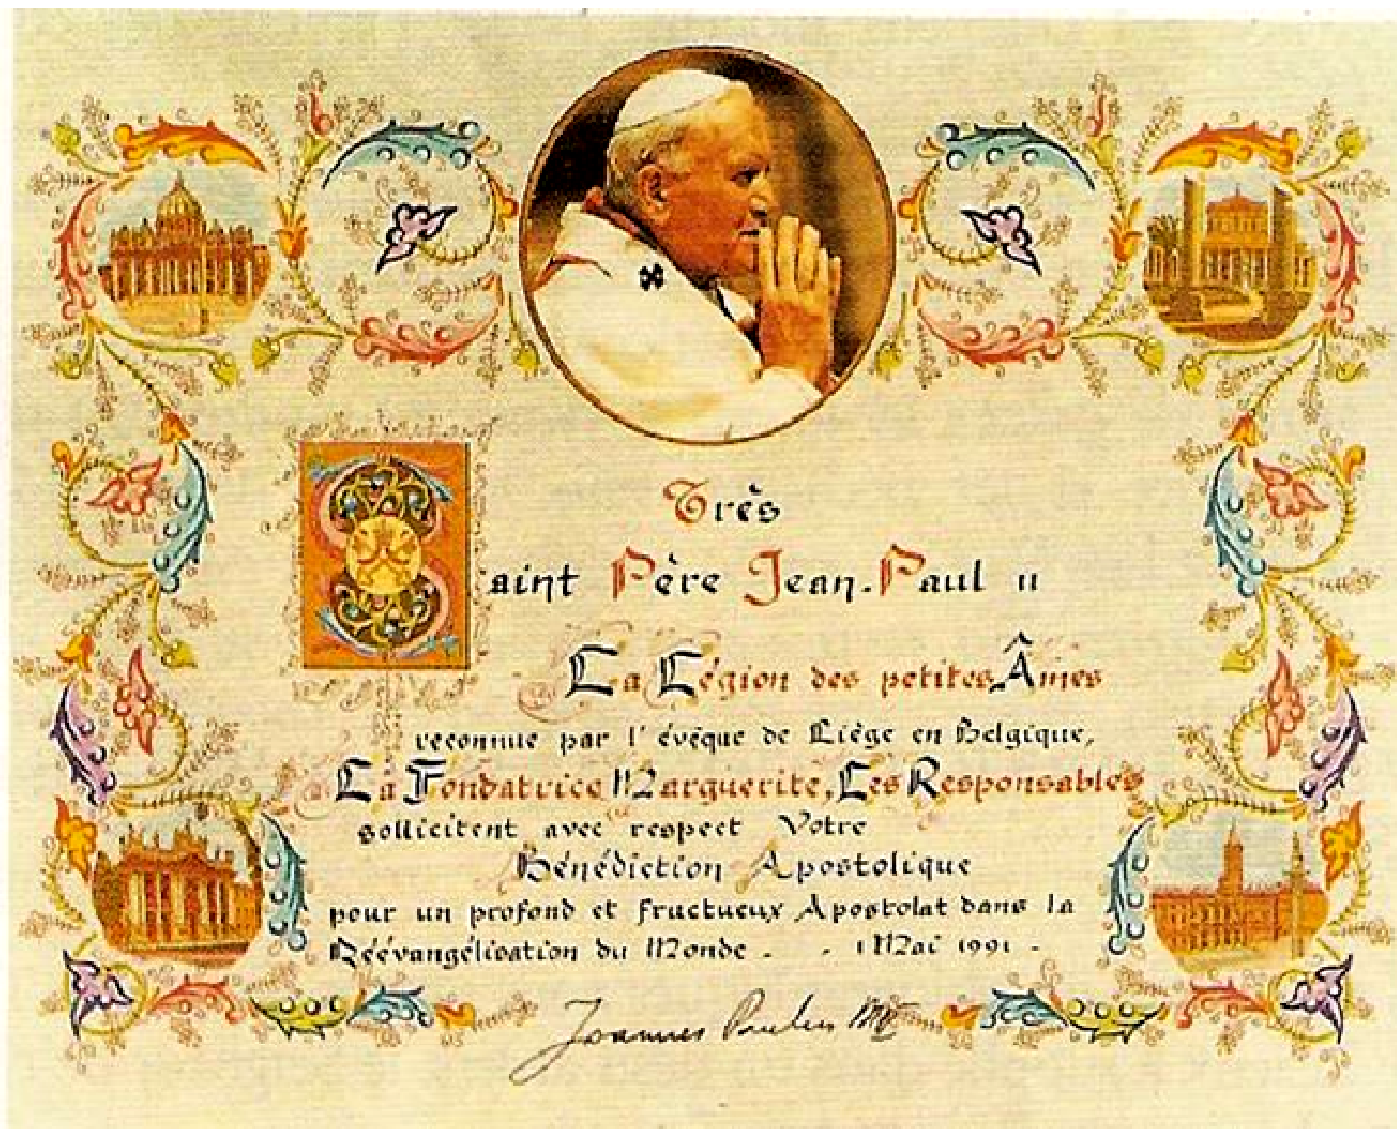 Très
Saint Père Jean-Paul II
La Légion des petites Âmes
reconnue par l'évêque de Liège en Belgique,
La Fondatrice Marguerite, Les Responsables
sollicitent avec respect Votre
Bénédiction Apostolique
pour un profond et fructueux Apostolat dans la
Réévangélisation du Monde. . 1 Mai 1991.
Joannes Paulus